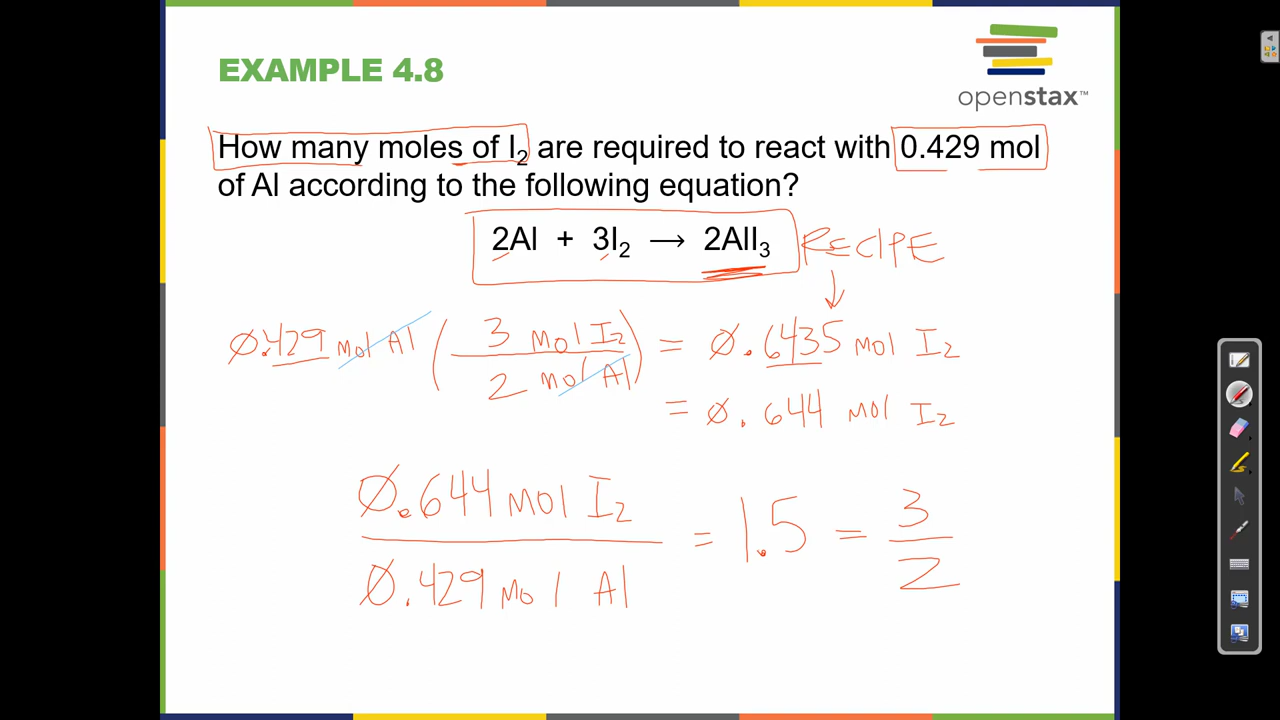 EXAMPLE 4.8
openstax™
How many moles of I₂ are required to react with 0.429 mol
of Al according to the following equation?
2Al + 3I₂ ⟶ 2AlI₃ RECIPE
0.429 mol Al ( 3 mol I₂ / 2 mol Al ) = 0.6435 mol I₂
= 0.644 mol I₂
0.644 mol I₂
= 1.5 = 3/2
0.429 mol Al